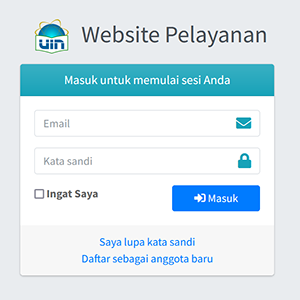 uin
Website Pelayanan
Masuk untuk memulai sesi Anda
Email
Kata sandi
Ingat Saya
Masuk
Saya lupa kata sandi
Daftar sebagai anggota baru